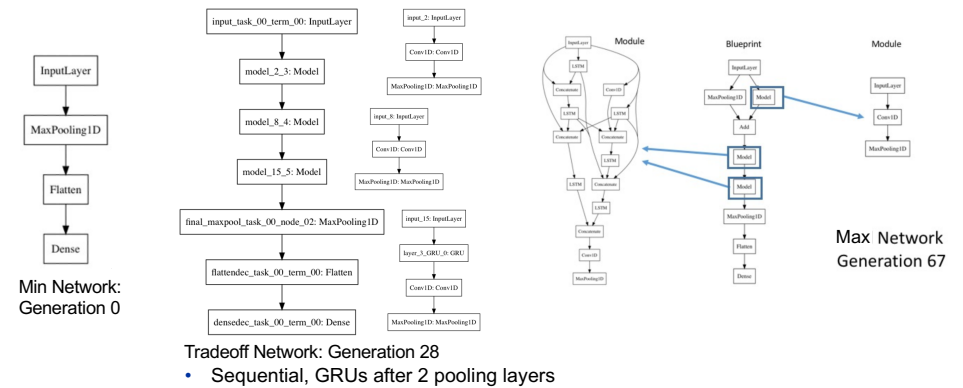 InputLayer
MaxPooling1D
Flatten
Dense
Min Network:
Generation 0
input_task_00_term_00: InputLayer
model_2_3: Model
model_8_4: Model
model_15_5: Model
final_maxpool_task_00_node_02: MaxPooling1D
flattendec_task_00_term_00: Flatten
densedec_task_00_term_00: Dense
input_2: InputLayer
Conv1D: Conv1D
MaxPooling1D: MaxPooling1D
input_8: InputLayer
Conv1D: Conv1D
MaxPooling1D: MaxPooling1D
input_15: InputLayer
layer_3_GRU_0: GRU
Conv1D: Conv1D
MaxPooling1D: MaxPooling1D
Tradeoff Network: Generation 28
• Sequential, GRUs after 2 pooling layers
Module
InputLayer
LSTM
Concatenate
Conv1D
LSTM
LSTM
Concatenate
Concatenate
LSTM
LSTM
Concatenate
LSTM
Concatenate
Conv1D
MaxPooling1D
Blueprint
InputLayer
MaxPooling1D
Model
Add
Model
Model
MaxPooling1D
Flatten
Dense
Module
InputLayer
Conv1D
MaxPooling1D
Max Network
Generation 67